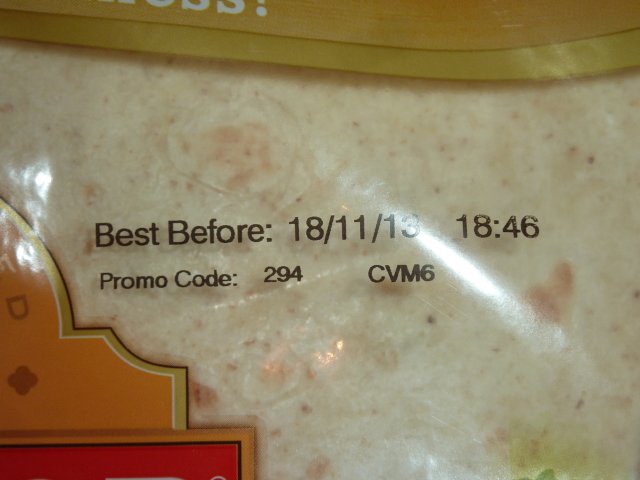 Best Before: 18/11/13 18:46
Promo Code: 294 CVM6